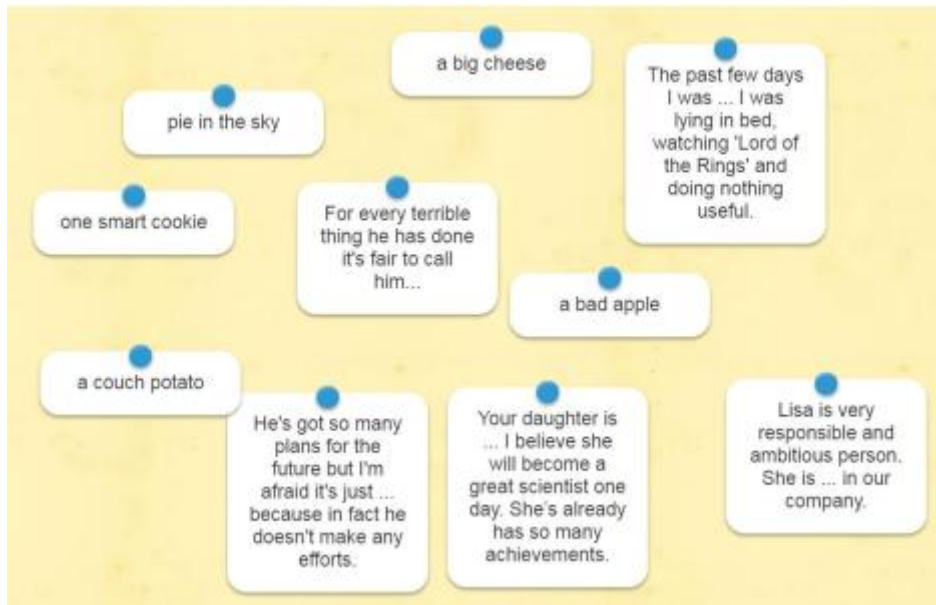 a big cheese
The past few days
I was ... I was
lying in bed,
watching 'Lord of
the Rings' and
doing nothing
useful.
pie in the sky
one smart cookie
For every terrible
thing he has done
it's fair to call
him...
a bad apple
a couch potato
He's got so many
plans for the
future but I'm
afraid it's just ...
because in fact he
doesn't make any
efforts.
Your daughter is
... I believe she
will become a
great scientist one
day. She's already
has so many
achievements.
Lisa is very
responsible and
ambitious person.
She is ... in our
company.